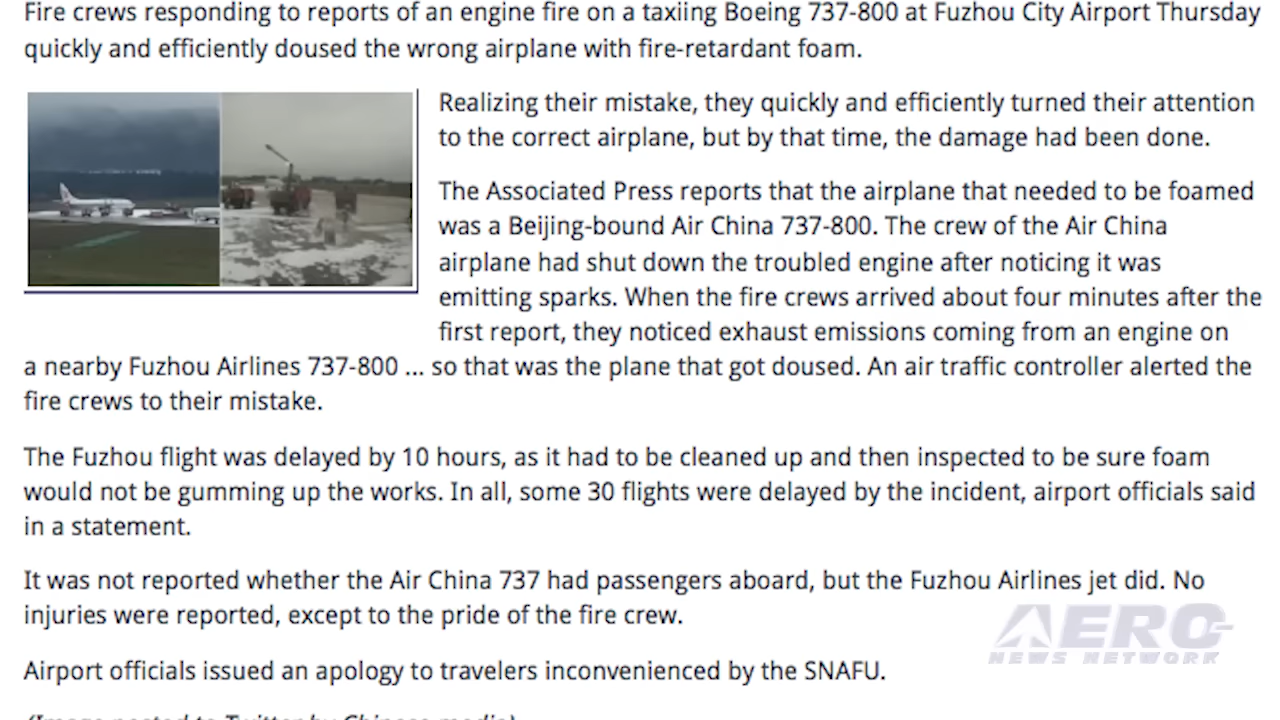 Fire crews responding to reports of an engine fire on a taxiing Boeing 737-800 at Fuzhou City Airport Thursday
quickly and efficiently doused the wrong airplane with fire-retardant foam.
Realizing their mistake, they quickly and efficiently turned their attention
to the correct airplane, but by that time, the damage had been done.
The Associated Press reports that the airplane that needed to be foamed
was a Beijing-bound Air China 737-800. The crew of the Air China
airplane had shut down the troubled engine after noticing it was
emitting sparks. When the fire crews arrived about four minutes after the
first report, they noticed exhaust emissions coming from an engine on
a nearby Fuzhou Airlines 737-800 ... so that was the plane that got doused. An air traffic controller alerted the
fire crews to their mistake.
The Fuzhou flight was delayed by 10 hours, as it had to be cleaned up and then inspected to be sure foam
would not be gumming up the works. In all, some 30 flights were delayed by the incident, airport officials said
in a statement.
It was not reported whether the Air China 737 had passengers aboard, but the Fuzhou Airlines jet did. No
injuries were reported, except to the pride of the fire crew.
Airport officials issued an apology to travelers inconvenienced by the SNAFU.
(Image posted to Twitter by Chinese media)
AERO
NEWS NETWORK